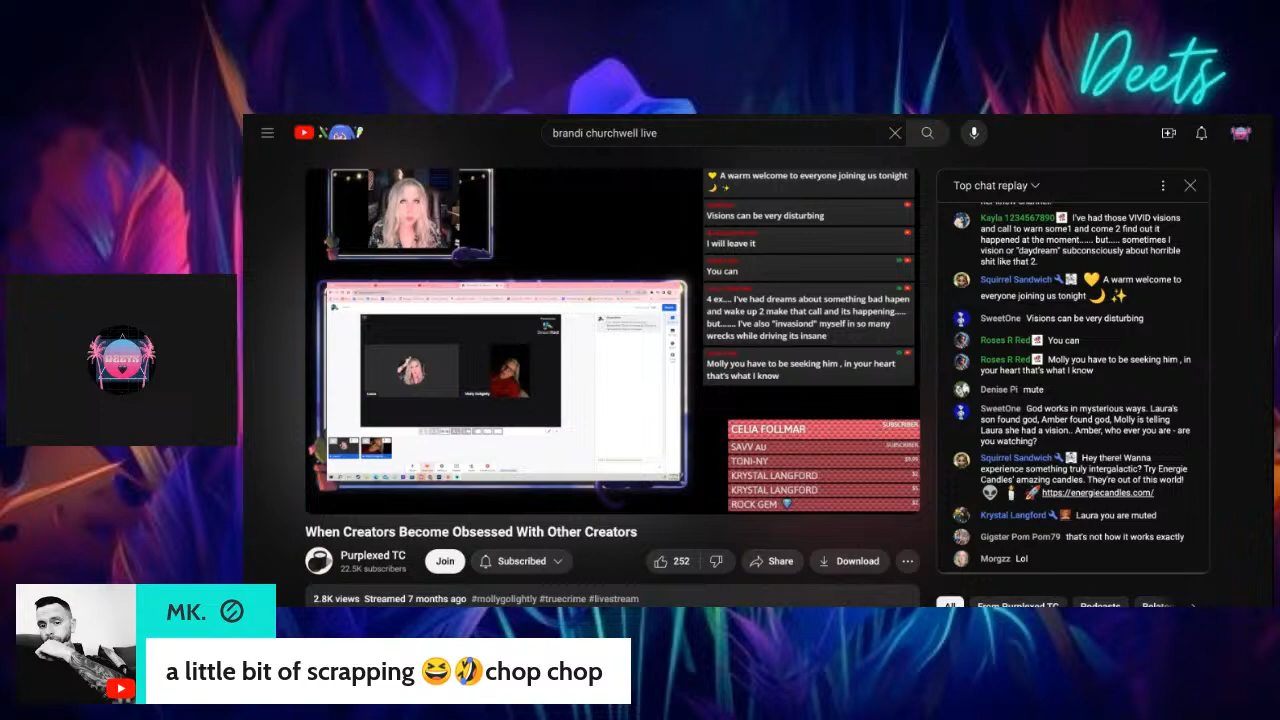 Deets
brandi churchwell live
A warm welcome to everyone joining us tonight
Visions can be very disturbing
I will leave it
You can
4 ex.... I've had dreams about something bad hapen
and wake up 2 make that call and its happening.....
but....... I've also "invasiond" myself in so many
wrecks while driving its insane
Molly you have to be seeking him , in your heart
that's what I know
CELIA FOLLMAR SUBSCRIBER
SAVV AU SUBSCRIBER
TONI-NY
KRYSTAL LANGFORD
KRYSTAL LANGFORD
ROCK GEM 💎
When Creators Become Obsessed With Other Creators
Purplexed TC
22.5K subscribers
Join
Subscribed
252
Share
Download
2.8K views Streamed 7 months ago #mollygolightly #truecrime #livestream
Top chat replay
Kayla 1234567890 I've had those VIVID visions
and call to warn some1 and come 2 find out it
happened at the moment...... but..... sometimes I
vision or "daydream" subconsciously about horrible
shit like that 2.
Squirrel Sandwich 💛 A warm welcome to
everyone joining us tonight 🌙 ✨
SweetOne Visions can be very disturbing
Roses R Red You can
Roses R Red Molly you have to be seeking him , in
your heart that's what I know
Denise Pi mute
SweetOne God works in mysterious ways. Laura's
son found god, Amber found god, Molly is telling
Laura she had a vision.. Amber, who ever you are - are
you watching?
Squirrel Sandwich Hey there! Wanna
experience something truly intergalactic? Try Energie
Candles' amazing candles. They're out of this world!
👽 🕯 🚀 https://energiecandles.com/
Krystal Langford Laura you are muted
Gigster Pom Pom79 that's not how it works exactly
Morgzz Lol
All From Purplexed TC Podcasts
MK.
a little bit of scrapping 😆🤣chop chop